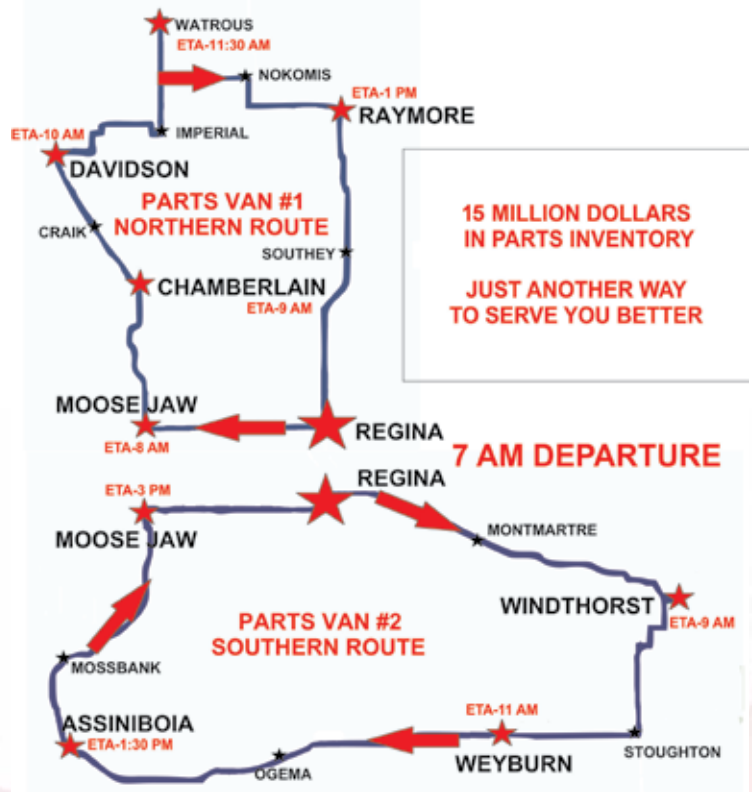 WATROUS
ETA-11:30 AM
NOKOMIS
ETA-1 PM
RAYMORE
IMPERIAL
ETA-10 AM
DAVIDSON
PARTS VAN #1
NORTHERN ROUTE
CRAIK
SOUTHEY
CHAMBERLAIN
ETA-9 AM
MOOSE JAW
ETA-8 AM
REGINA
15 MILLION DOLLARS
IN PARTS INVENTORY
JUST ANOTHER WAY
TO SERVE YOU BETTER
7 AM DEPARTURE
REGINA
ETA-3 PM
MOOSE JAW
MONTMARTRE
WINDTHORST
ETA-9 AM
PARTS VAN #2
SOUTHERN ROUTE
MOSSBANK
ASSINIBOIA
ETA-1:30 PM
ETA-11 AM
WEYBURN
STOUGHTON
OGEMA